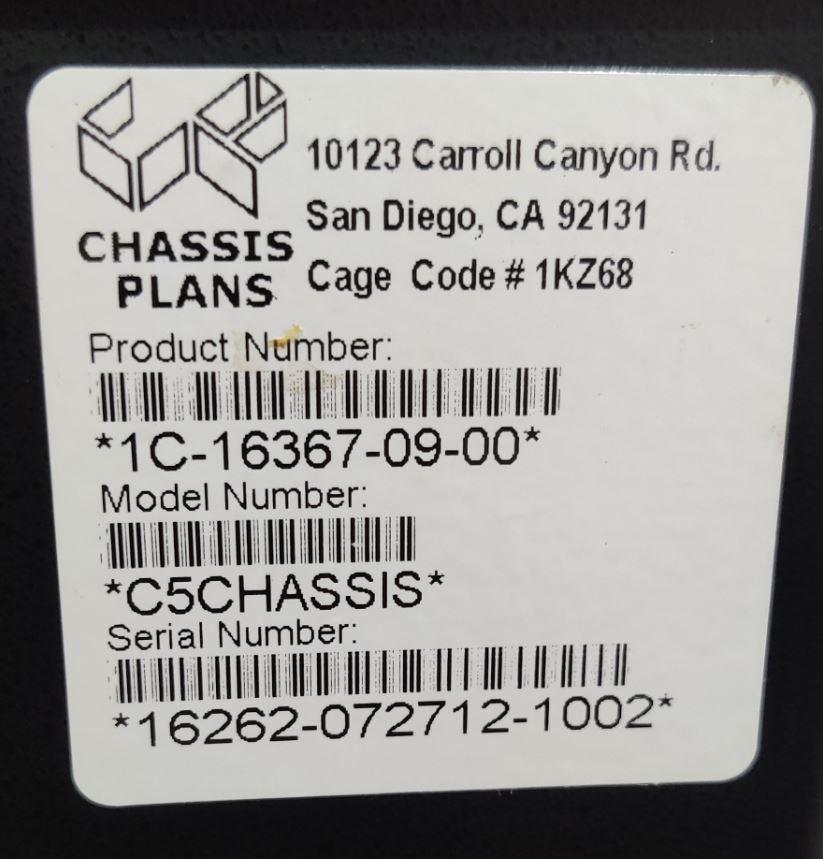 CHASSIS
PLANS
10123 Carroll Canyon Rd.
San Diego, CA 92131
Cage Code # 1KZ68
Product Number:
*1C-16367-09-00*
Model Number:
*C5CHASSIS*
Serial Number:
*16262-072712-1002*